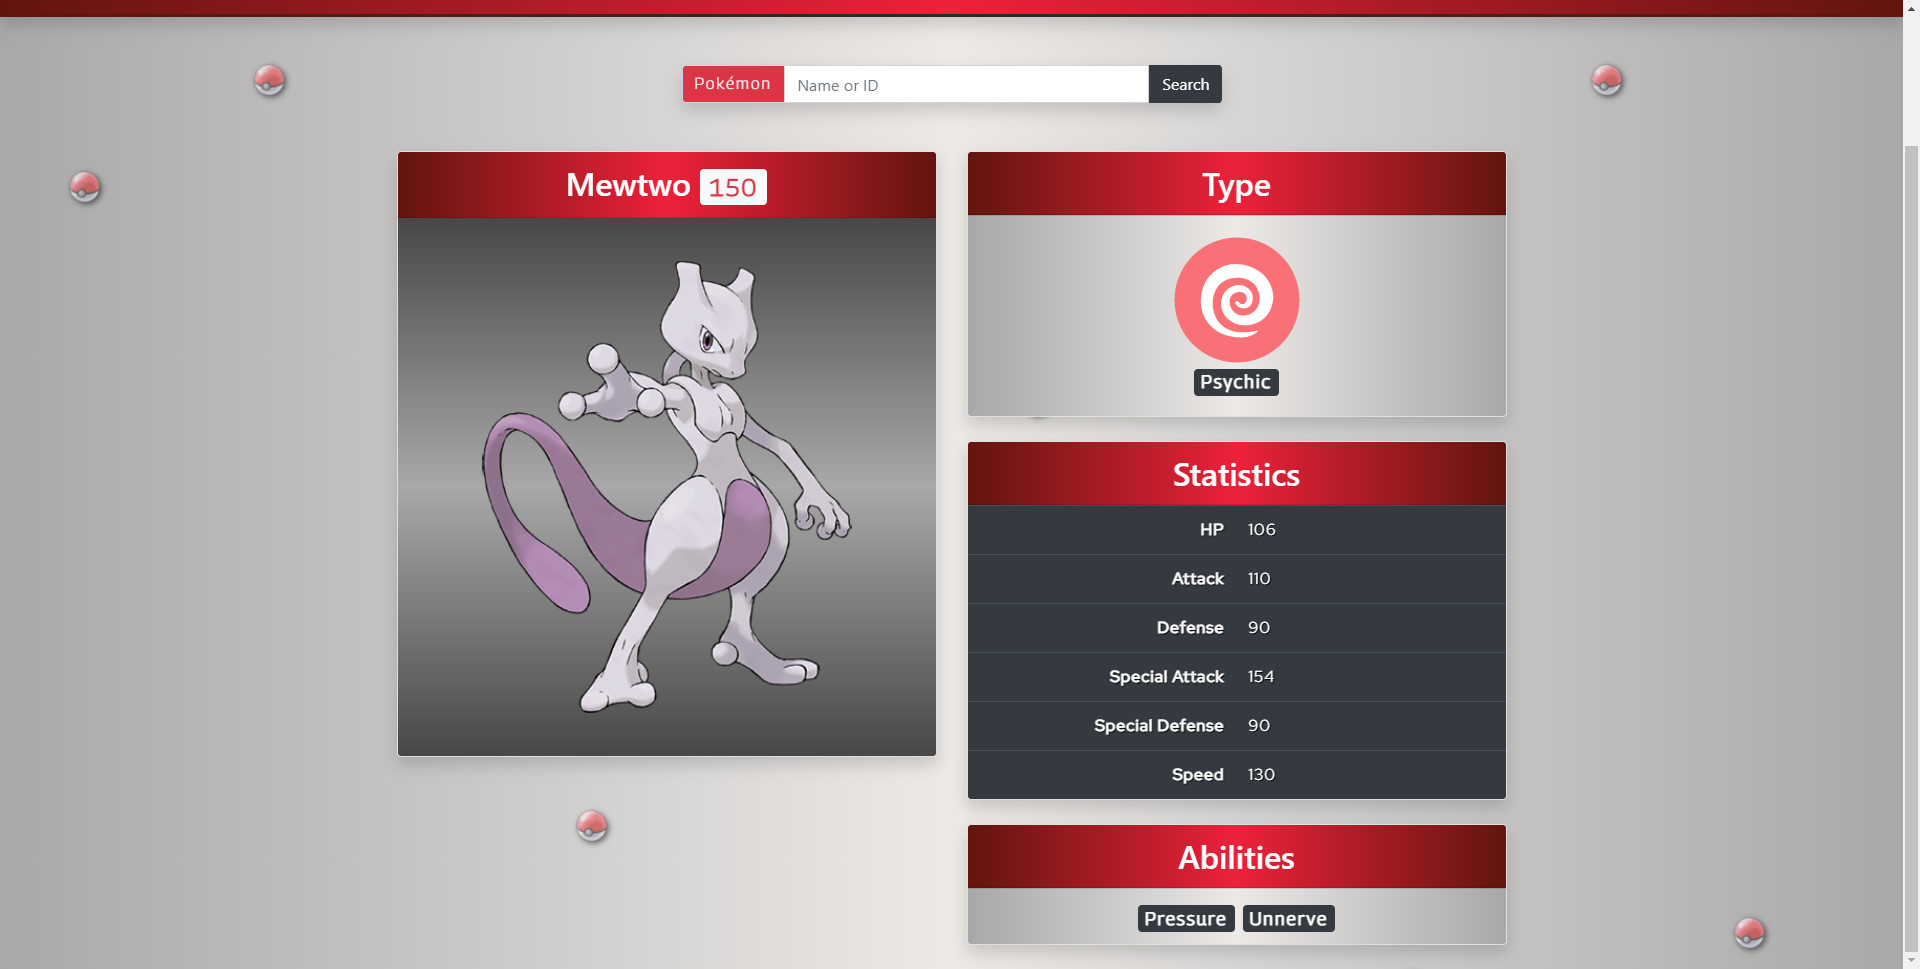 Pokémon Name or ID Search
Mewtwo 150
Type
Psychic
Statistics
HP 106
Attack 110
Defense 90
Special Attack 154
Special Defense 90
Speed 130
Abilities
Pressure Unnerve